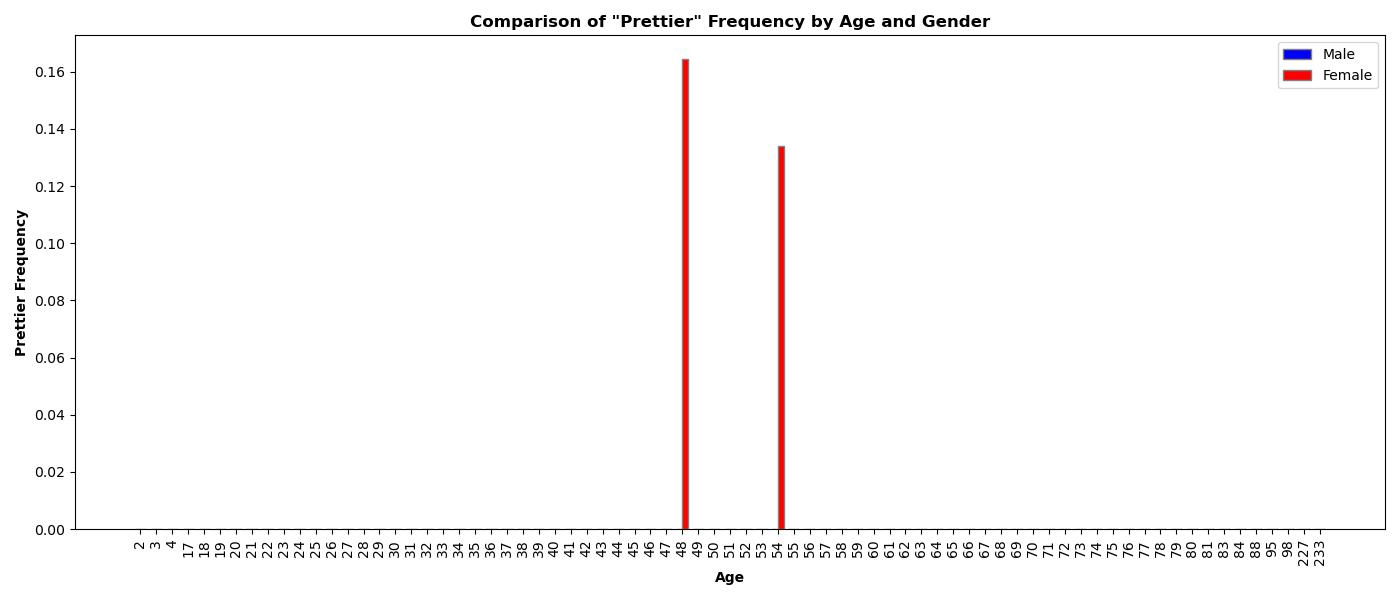 Comparison of "Prettier" Frequency by Age and Gender
Male
Female
Prettier Frequency
0.16
0.14
0.12
0.10
0.08
0.06
0.04
0.02
0.00
2 3 4 17 18 19 20 21 22 23 24 25 26 27 28 29 30 31 32 33 34 35 36 37 38 39 40 41 42 43 44 45 46 47 48 49 50 51 52 53 54 55 56 57 58 59 60 61 62 63 64 65 66 67 68 69 70 71 72 73 74 75 76 77 78 79 80 81 83 84 88 95 98 227 233
Age